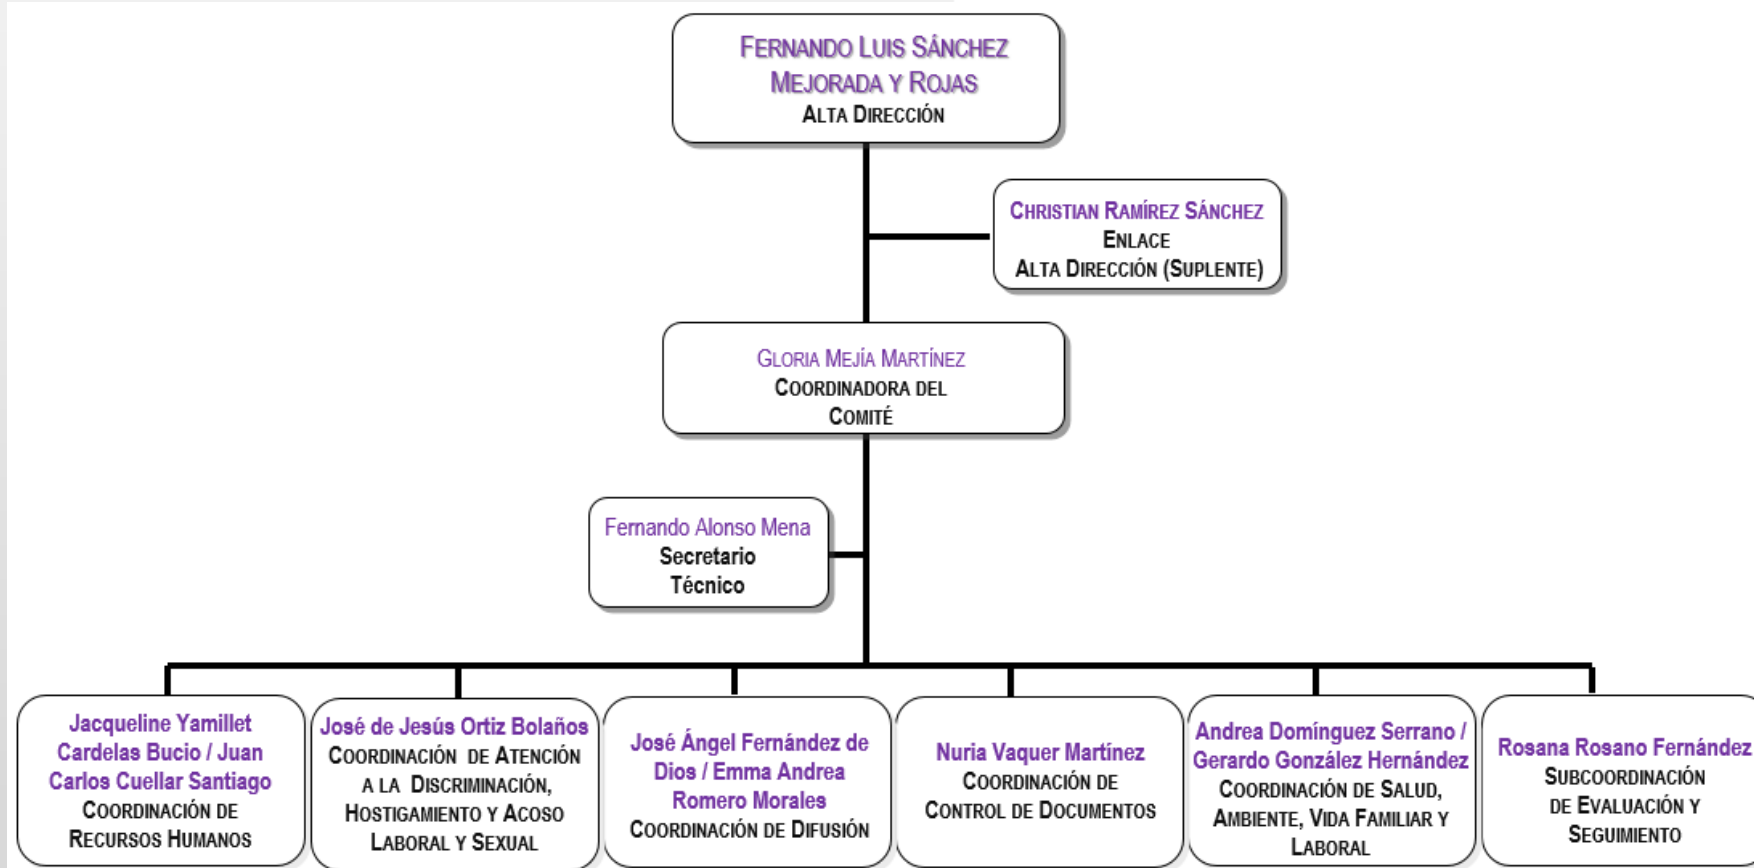 FERNANDO LUIS SÁNCHEZ
MEJORADA Y ROJAS
ALTA DIRECCIÓN
CHRISTIAN RAMÍREZ SÁNCHEZ
ENLACE
ALTA DIRECCIÓN (SUPLENTE)
GLORIA MEJÍA MARTÍNEZ
COORDINADORA DEL
COMITÉ
Fernando Alonso Mena
Secretario
Técnico
Jacqueline Yamillet
Cardelas Bucio / Juan
Carlos Cuellar Santiago
COORDINACIÓN DE
RECURSOS HUMANOS
José de Jesús Ortiz Bolaños
COORDINACIÓN DE ATENCIÓN
A LA DISCRIMINACIÓN,
HOSTIGAMIENTO Y ACOSO
LABORAL Y SEXUAL
José Ángel Fernández de
Dios / Emma Andrea
Romero Morales
COORDINACIÓN DE DIFUSIÓN
Nuria Vaquer Martínez
COORDINACIÓN DE
CONTROL DE DOCUMENTOS
Andrea Domínguez Serrano /
Gerardo González Hernández
COORDINACIÓN DE SALUD,
AMBIENTE, VIDA FAMILIAR Y
LABORAL
Rosana Rosano Fernández
SUBCOORDINACIÓN
DE EVALUACIÓN Y
SEGUIMIENTO